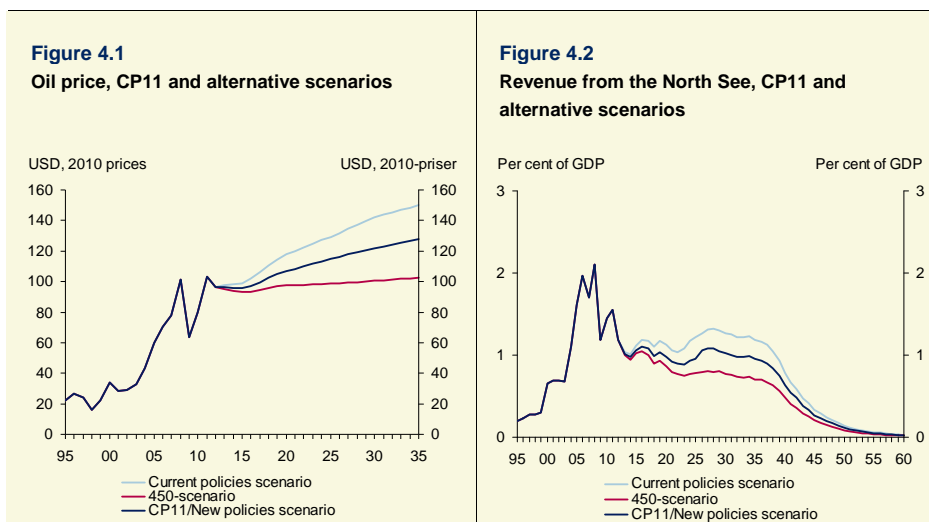 Figure 4.1
Oil price, CP11 and alternative scenarios
USD, 2010 prices
USD, 2010-priser
160
140
120
100
80
60
40
20
0
160
140
120
100
80
60
40
20
0
95 00 05 10 15 20 25 30 35
Current policies scenario
450-scenario
CP11/New policies scenario
Figure 4.2
Revenue from the North See, CP11 and
alternative scenarios
Per cent of GDP
Per cent of GDP
3
2
1
0
3
2
1
0
95 00 05 10 15 20 25 30 35 40 45 50 55 60
Current policies scenario
450-scenario
CP11/New policies scenario